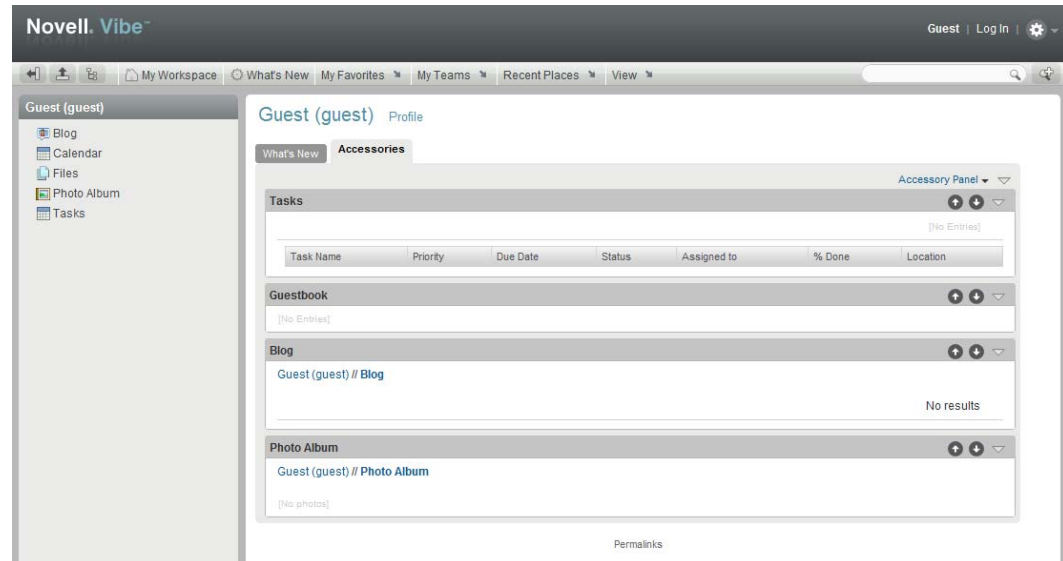 Novell. Vibe
Guest | Log In |
My Workspace What's New My Favorites My Teams Recent Places View
Guest (guest)
Blog
Calendar
Files
Photo Album
Tasks
Guest (guest) Profile
What's New Accessories
Accessory Panel
Tasks
[No Entries]
Task Name Priority Due Date Status Assigned to % Done Location
Guestbook
[No Entries]
Blog
Guest (guest) // Blog
No results
Photo Album
Guest (guest) // Photo Album
[No photos]
Permalinks